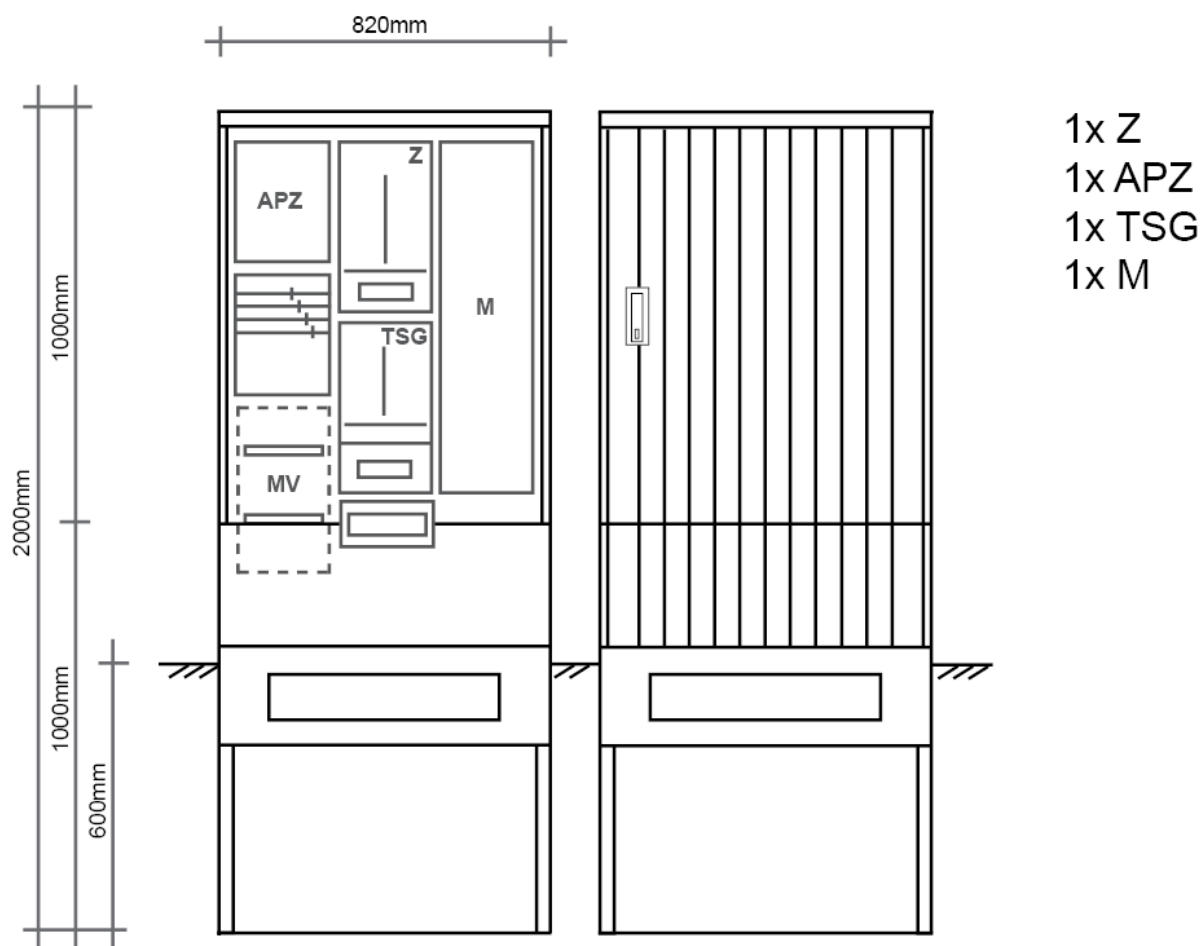 820mm
1x Z
1x APZ
1x TSG
1x M
Z
APZ
M
TSG
MV
1000mm
2000mm
1000mm
600mm